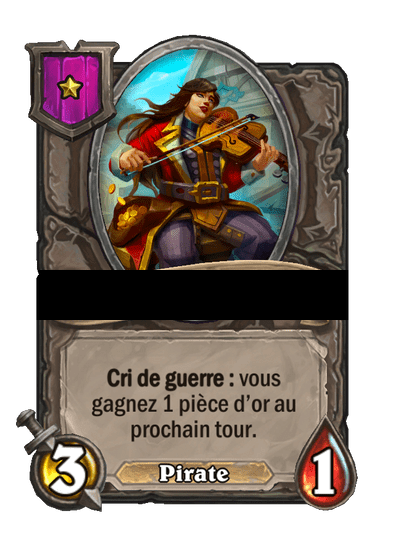 Cri de guerre : vous
gagnez 1 pièce d'or au
prochain tour.
3
Pirate
1